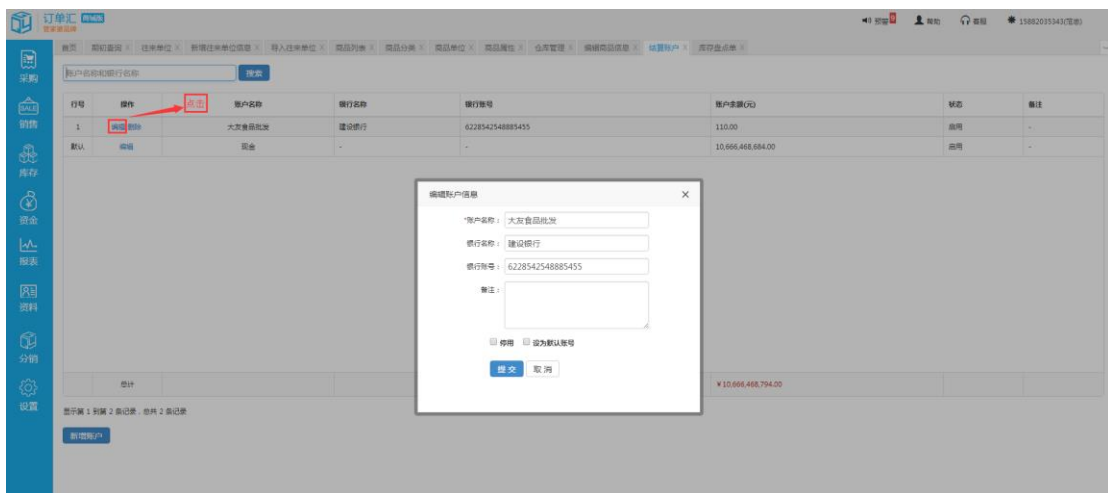 订单汇
管家婆品牌
预警
帮助
客服
15882035343(范忠)
首页 期初查询 × 往来单位 × 新增往来单位信息 × 导入往来单位 × 商品列表 × 商品分类 × 商品单位 × 商品属性 × 仓库管理 × 编辑商品信息 × 结算账户 × 库存盘点单 ×
采购
SALE
销售
库存
资金
报表
资料
分销
设置
账户名称和银行名称 搜索
行号 操作 点击 账户名称 银行名称 银行账号 账户余额(元) 状态 备注
1 编辑 删除 大友食品批发 建设银行 6228542548885455 110.00 启用 -
默认 编辑 现金 - - 10,666,468,684.00 启用 -
编辑账户信息 ×
*账户名称： 大友食品批发
银行名称： 建设银行
银行账号： 6228542548885455
备注：
停用 设为默认账号
提交 取消
总计 ¥10,666,468,794.00
显示第 1 到第 2 条记录，总共 2 条记录
新增账户